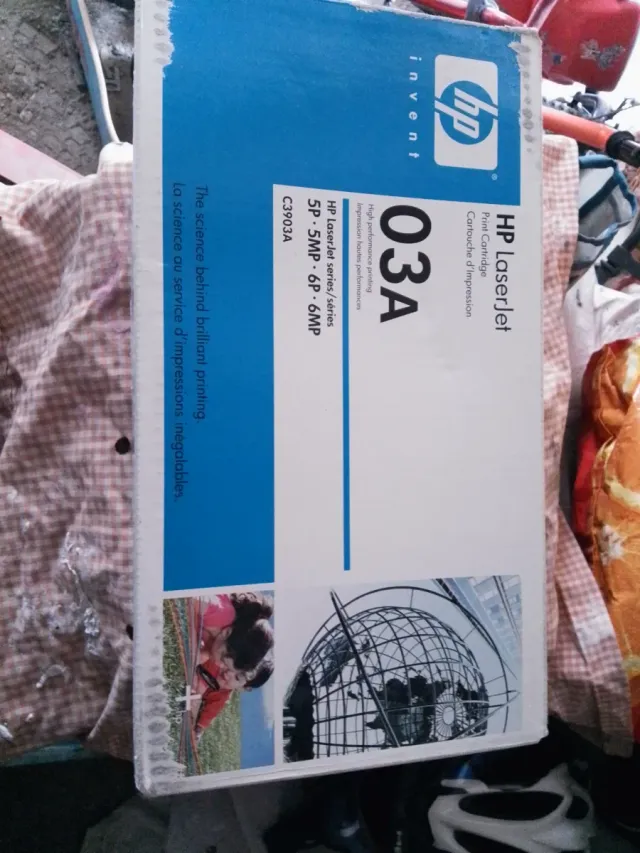 hp
®
invent
HP LaserJet
Print Cartridge
Cartouche d'Impression
03A
High performance printing
Impression hautes performances
HP LaserJet series/séries
5P · 5MP · 6P · 6MP
C3903A
The science behind brilliant printing.
La science au service d'impressions inégalables.